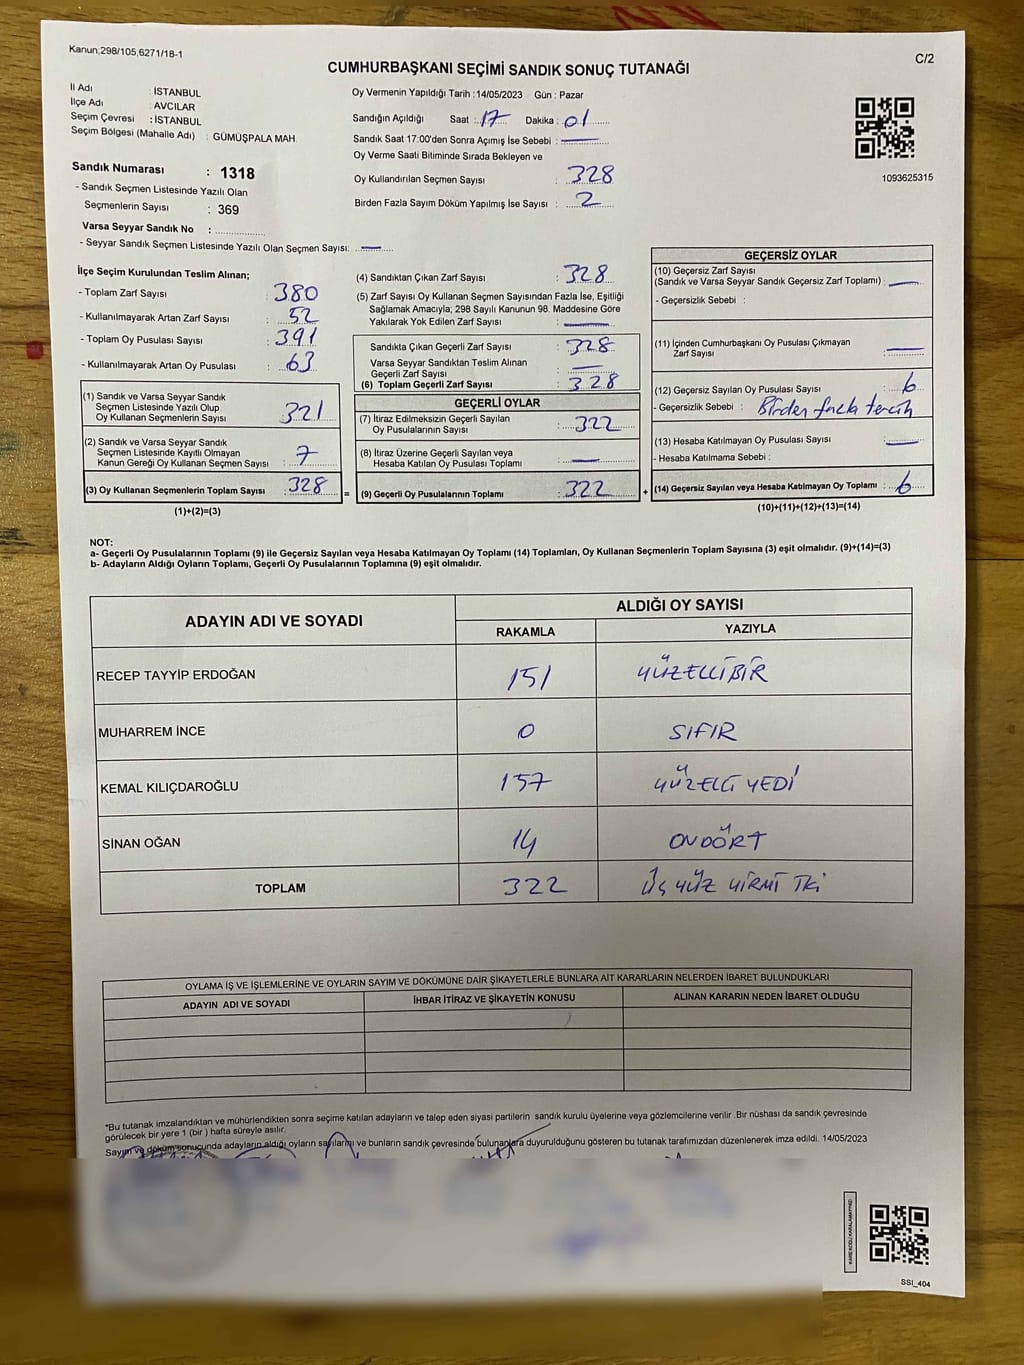 Kanun,298/105,6271/18-1
C/2
CUMHURBAŞKANI SEÇİMİ SANDIK SONUÇ TUTANAĞI
İl Adı : İSTANBUL
İlçe Adı : AVCILAR
Seçim Çevresi : İSTANBUL
Seçim Bölgesi (Mahalle Adı) : GÜMÜŞPALA MAH.
Sandık Numarası : 1318
- Sandık Seçmen Listesinde Yazılı Olan
Seçmenlerin Sayısı : 369
Varsa Seyyar Sandık No :
- Seyyar Sandık Seçmen Listesinde Yazılı Olan Seçmen Sayısı: —
Oy Vermenin Yapıldığı Tarih : 14/05/2023 Gün : Pazar
Sandığın Açıldığı Saat : 17 Dakika : 01
Sandık Saat 17:00'den Sonra Açımış İse Sebebi : —
Oy Verme Saati Bitiminde Sırada Bekleyen ve
Oy Kullandırılan Seçmen Sayısı : 328
Birden Fazla Sayım Döküm Yapılmış İse Sayısı : 2
1093625315
İlçe Seçim Kurulundan Teslim Alınan;
- Toplam Zarf Sayısı : 380
- Kullanılmayarak Artan Zarf Sayısı : 52
- Toplam Oy Pusulası Sayısı : 391
- Kullanılmayarak Artan Oy Pusulası : 63
(1) Sandık ve Varsa Seyyar Sandık
Seçmen Listesinde Yazılı Olup
Oy Kullanan Seçmenlerin Sayısı : 321
(2) Sandık ve Varsa Seyyar Sandık
Seçmen Listesinde Kayıtlı Olmayan
Kanun Gereği Oy Kullanan Seçmen Sayısı : 7
(3) Oy Kullanan Seçmenlerin Toplam Sayısı : 328
(1)+(2)=(3)
(4) Sandıktan Çıkan Zarf Sayısı : 328
(5) Zarf Sayısı Oy Kullanan Seçmen Sayısından Fazla İse, Eşitliği
Sağlamak Amacıyla; 298 Sayılı Kanunun 98. Maddesine Göre
Yakılarak Yok Edilen Zarf Sayısı : —
Sandıkta Çıkan Geçerli Zarf Sayısı : 328
Varsa Seyyar Sandıktan Teslim Alınan
Geçerli Zarf Sayısı : —
(6) Toplam Geçerli Zarf Sayısı : 328
GEÇERLİ OYLAR
(7) İtiraz Edilmeksizin Geçerli Sayılan
Oy Pusulalarının Sayısı : 322
(8) İtiraz Üzerine Geçerli Sayılan veya
Hesaba Katılan Oy Pusulası Toplamı : —
= (9) Geçerli Oy Pusulalarının Toplamı : 322
GEÇERSİZ OYLAR
(10) Geçersiz Zarf Sayısı
(Sandık ve Varsa Seyyar Sandık Geçersiz Zarf Toplamı) : —
- Geçersizlik Sebebi :
(11) İçinden Cumhurbaşkanı Oy Pusulası Çıkmayan
Zarf Sayısı : —
(12) Geçersiz Sayılan Oy Pusulası Sayısı : 6
- Geçersizlik Sebebi : Birden fazla tercih
(13) Hesaba Katılmayan Oy Pusulası Sayısı : —
- Hesaba Katılmama Sebebi :
+ (14) Geçersiz Sayılan veya Hesaba Katılmayan Oy Toplamı : 6
(10)+(11)+(12)+(13)=(14)
NOT:
a- Geçerli Oy Pusulalarının Toplamı (9) ile Geçersiz Sayılan veya Hesaba Katılmayan Oy Toplamı (14) Toplamları, Oy Kullanan Seçmenlerin Toplam Sayısına (3) eşit olmalıdır. (9)+(14)=(3)
b- Adayların Aldığı Oyların Toplamı, Geçerli Oy Pusulalarının Toplamına (9) eşit olmalıdır.
ADAYIN ADI VE SOYADI
ALDIĞI OY SAYISI
RAKAMLA YAZIYLA
RECEP TAYYİP ERDOĞAN 151 YÜZELLİBİR
MUHARREM İNCE 0 SIFIR
KEMAL KILIÇDAROĞLU 157 YÜZELLİ YEDİ
SİNAN OĞAN 14 ONDÖRT
TOPLAM 322 ÜÇ YÜZ YİRMİ İKİ
OYLAMA İŞ VE İŞLEMLERİNE VE OYLARIN SAYIM VE DÖKÜMÜNE DAİR ŞİKAYETLERLE BUNLARA AİT KARARLARIN NELERDEN İBARET BULUNDUKLARI
ADAYIN ADI VE SOYADI İHBAR İTİRAZ VE ŞİKAYETİN KONUSU ALINAN KARARIN NEDEN İBARET OLDUĞU
*Bu tutanak imzalandıktan ve mühürlendikten sonra seçime katılan adayların ve talep eden siyasi partilerin sandık kurulu üyelerine veya gözlemcilerine verilir .Bir nüshası da sandık çevresinde
görülecek bir yere 1 (bir ) hafta süreyle asılır.
Sayım ve döküm sonucunda adayların aldığı oyların sayılarını ve bunların sandık çevresinde bulunanlara duyurulduğunu gösteren bu tutanak tarafımızdan düzenlenerek imza edildi. 14/05/2023
SSI_404